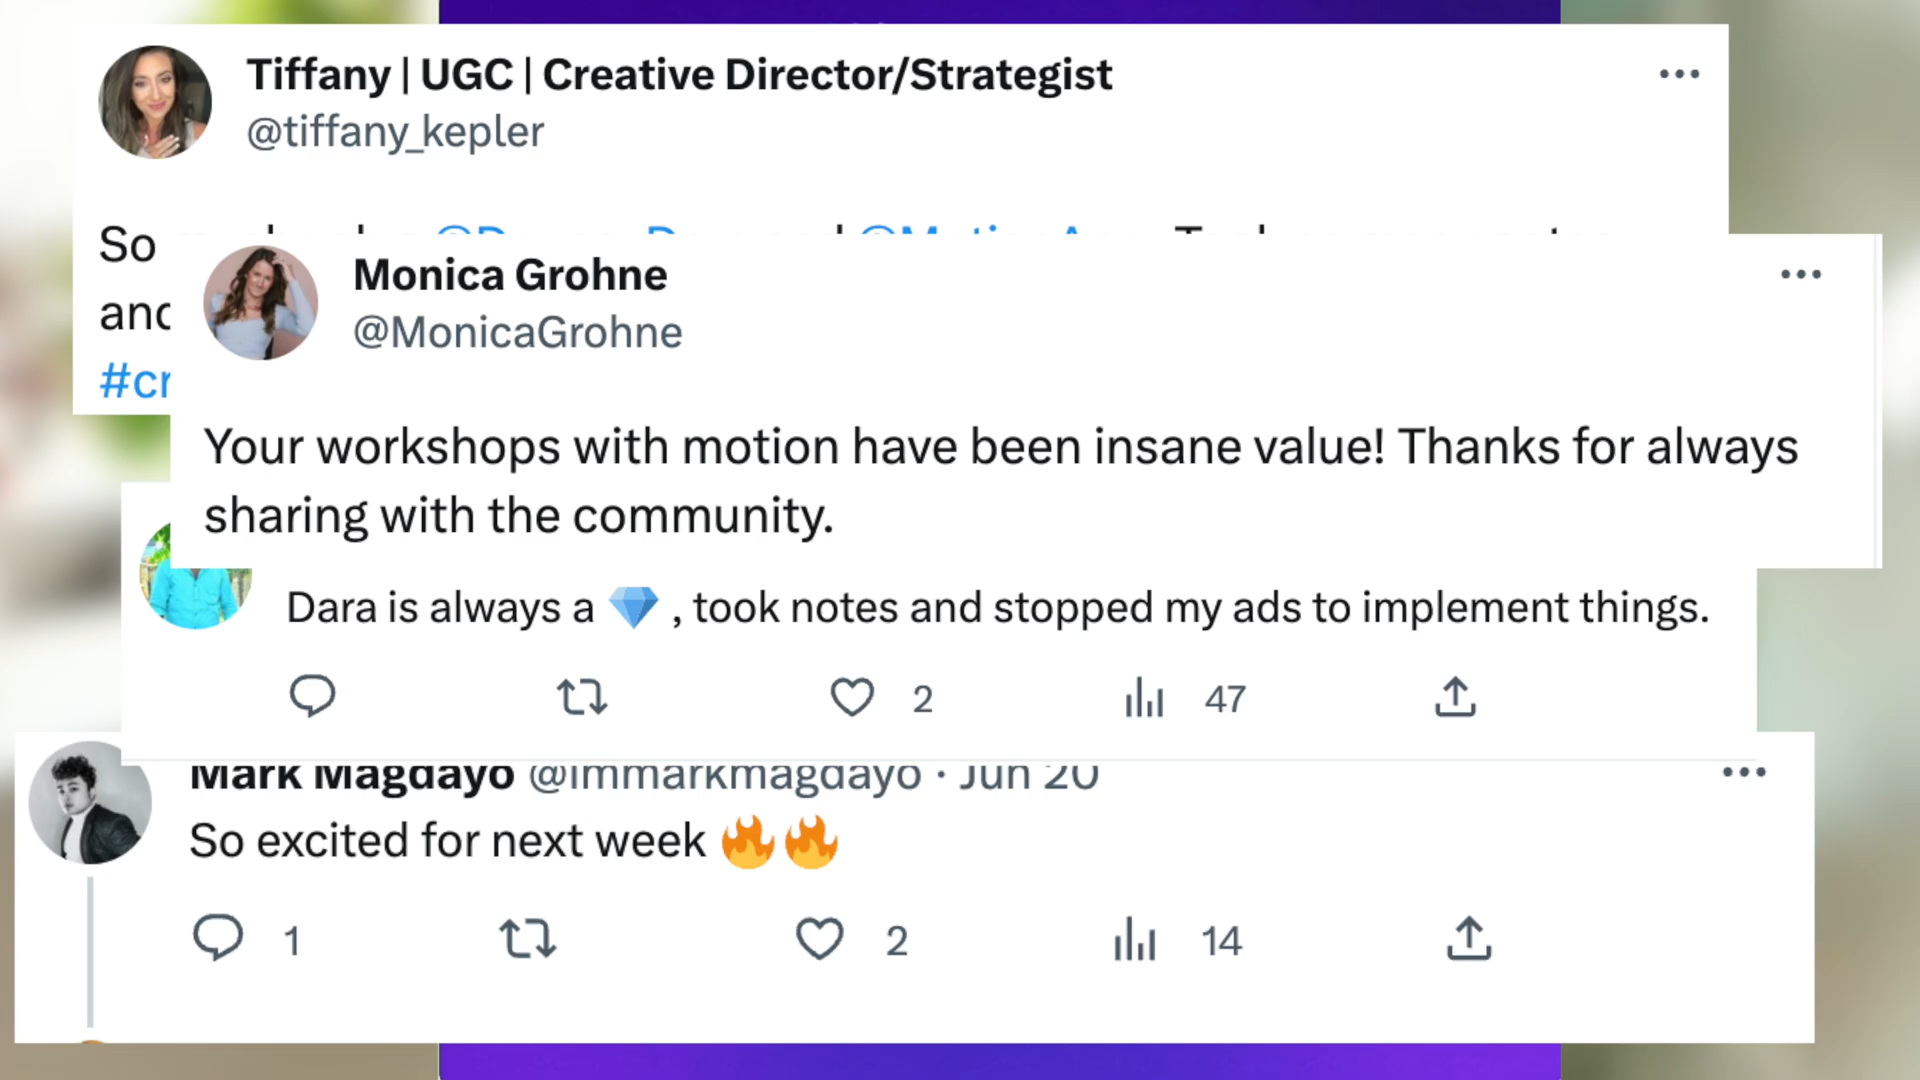 Tiffany | UGC | Creative Director/Strategist
@tiffany_kepler
So
and
#cr
Monica Grohne
@MonicaGrohne
Your workshops with motion have been insane value! Thanks for always
sharing with the community.
Dara is always a 💎 , took notes and stopped my ads to implement things.
2 47
Mark Magdayo @immarkmagdayo · Jun 20
So excited for next week 🔥🔥
1 2 14